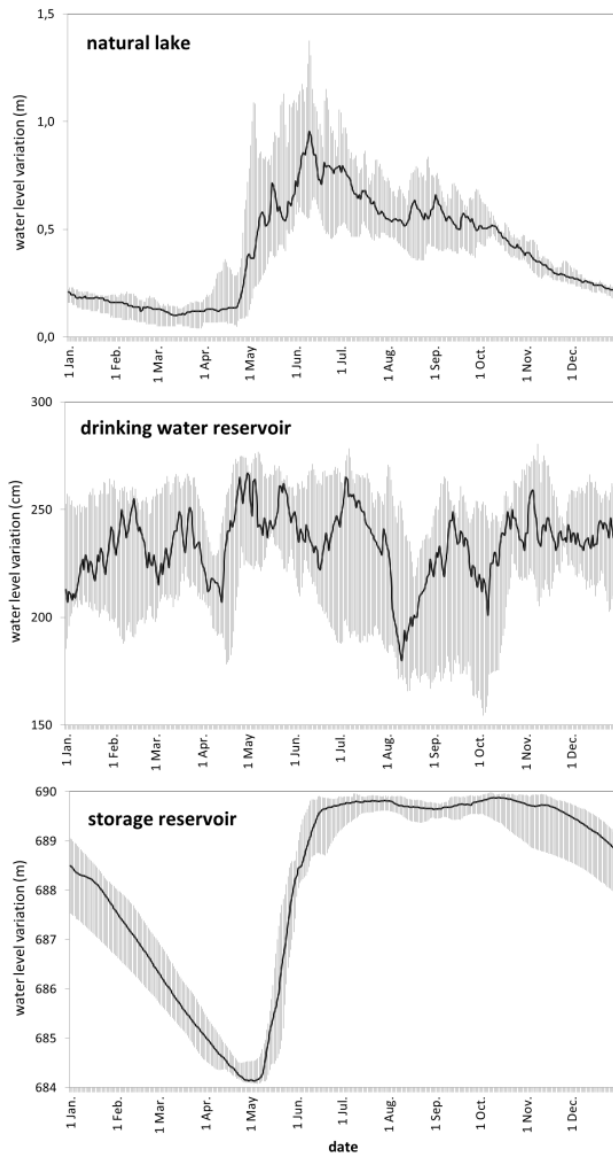 1,5
natural lake
1,0
0,5
0,0
water level variation (m)
1 Jan.
1 Feb.
1 Mar.
1 Apr.
1 May
1 Jun.
1 Jul.
1 Aug.
1 Sep.
1 Oct.
1 Nov.
1 Dec.
300
drinking water reservoir
250
200
150
water level variation (cm)
1 Jan.
1 Feb.
1 Mar.
1 Apr.
1 May
1 Jun.
1 Jul.
1 Aug.
1 Sep.
1 Oct.
1 Nov.
1 Dec.
690
storage reservoir
689
688
687
686
685
684
water level variation (m)
1 Jan.
1 Feb.
1 Mar.
1 Apr.
1 May
1 Jun.
1 Jul.
1 Aug.
1 Sep.
1 Oct.
1 Nov.
1 Dec.
date